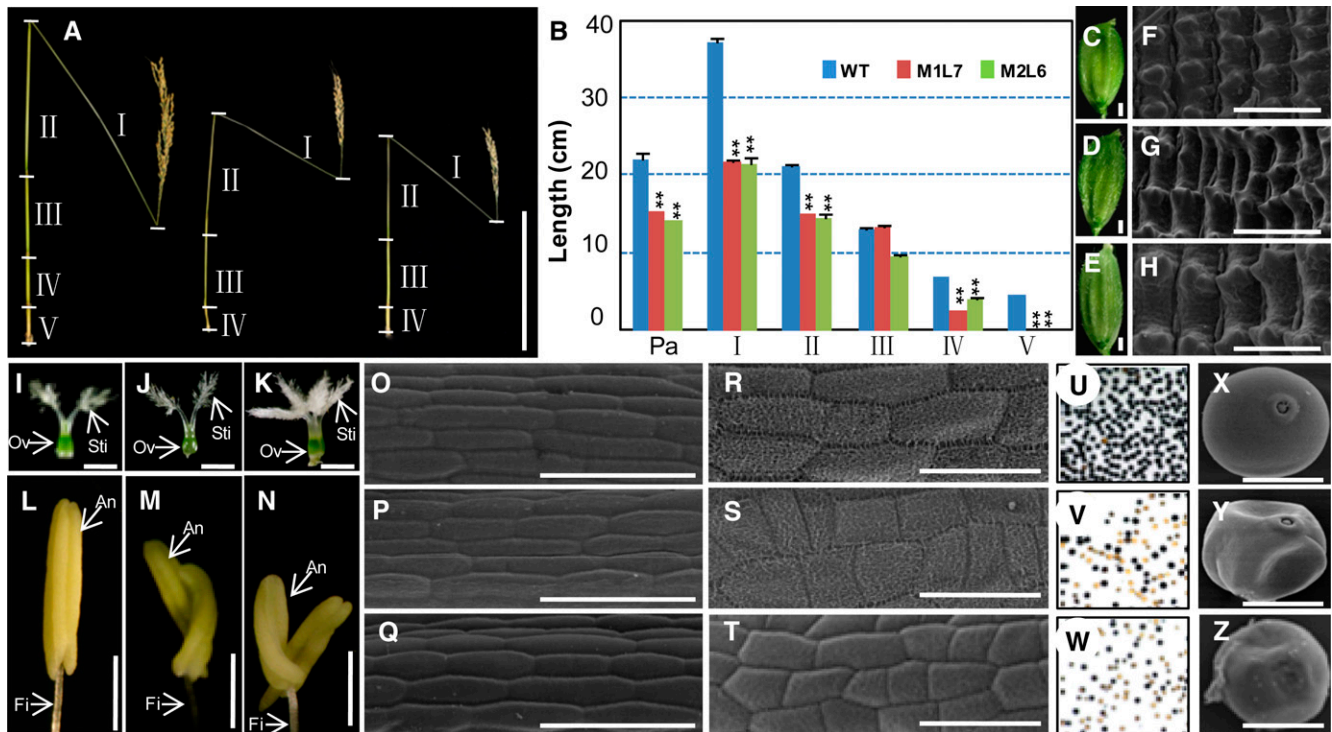 A
I
II
III
IV
V
I
II
III
IV
I
II
III
IV
B
Length (cm)
40
30
20
10
0
WT M1L7 M2L6
** ** ** ** ** ** ** ** ** **
Pa I II III IV V
C
D
E
F
G
H
I
Ov
Sti
J
Ov
Sti
K
Ov
Sti
L
An
Fi
M
An
Fi
N
An
Fi
O
P
Q
R
S
T
U
V
W
X
Y
Z